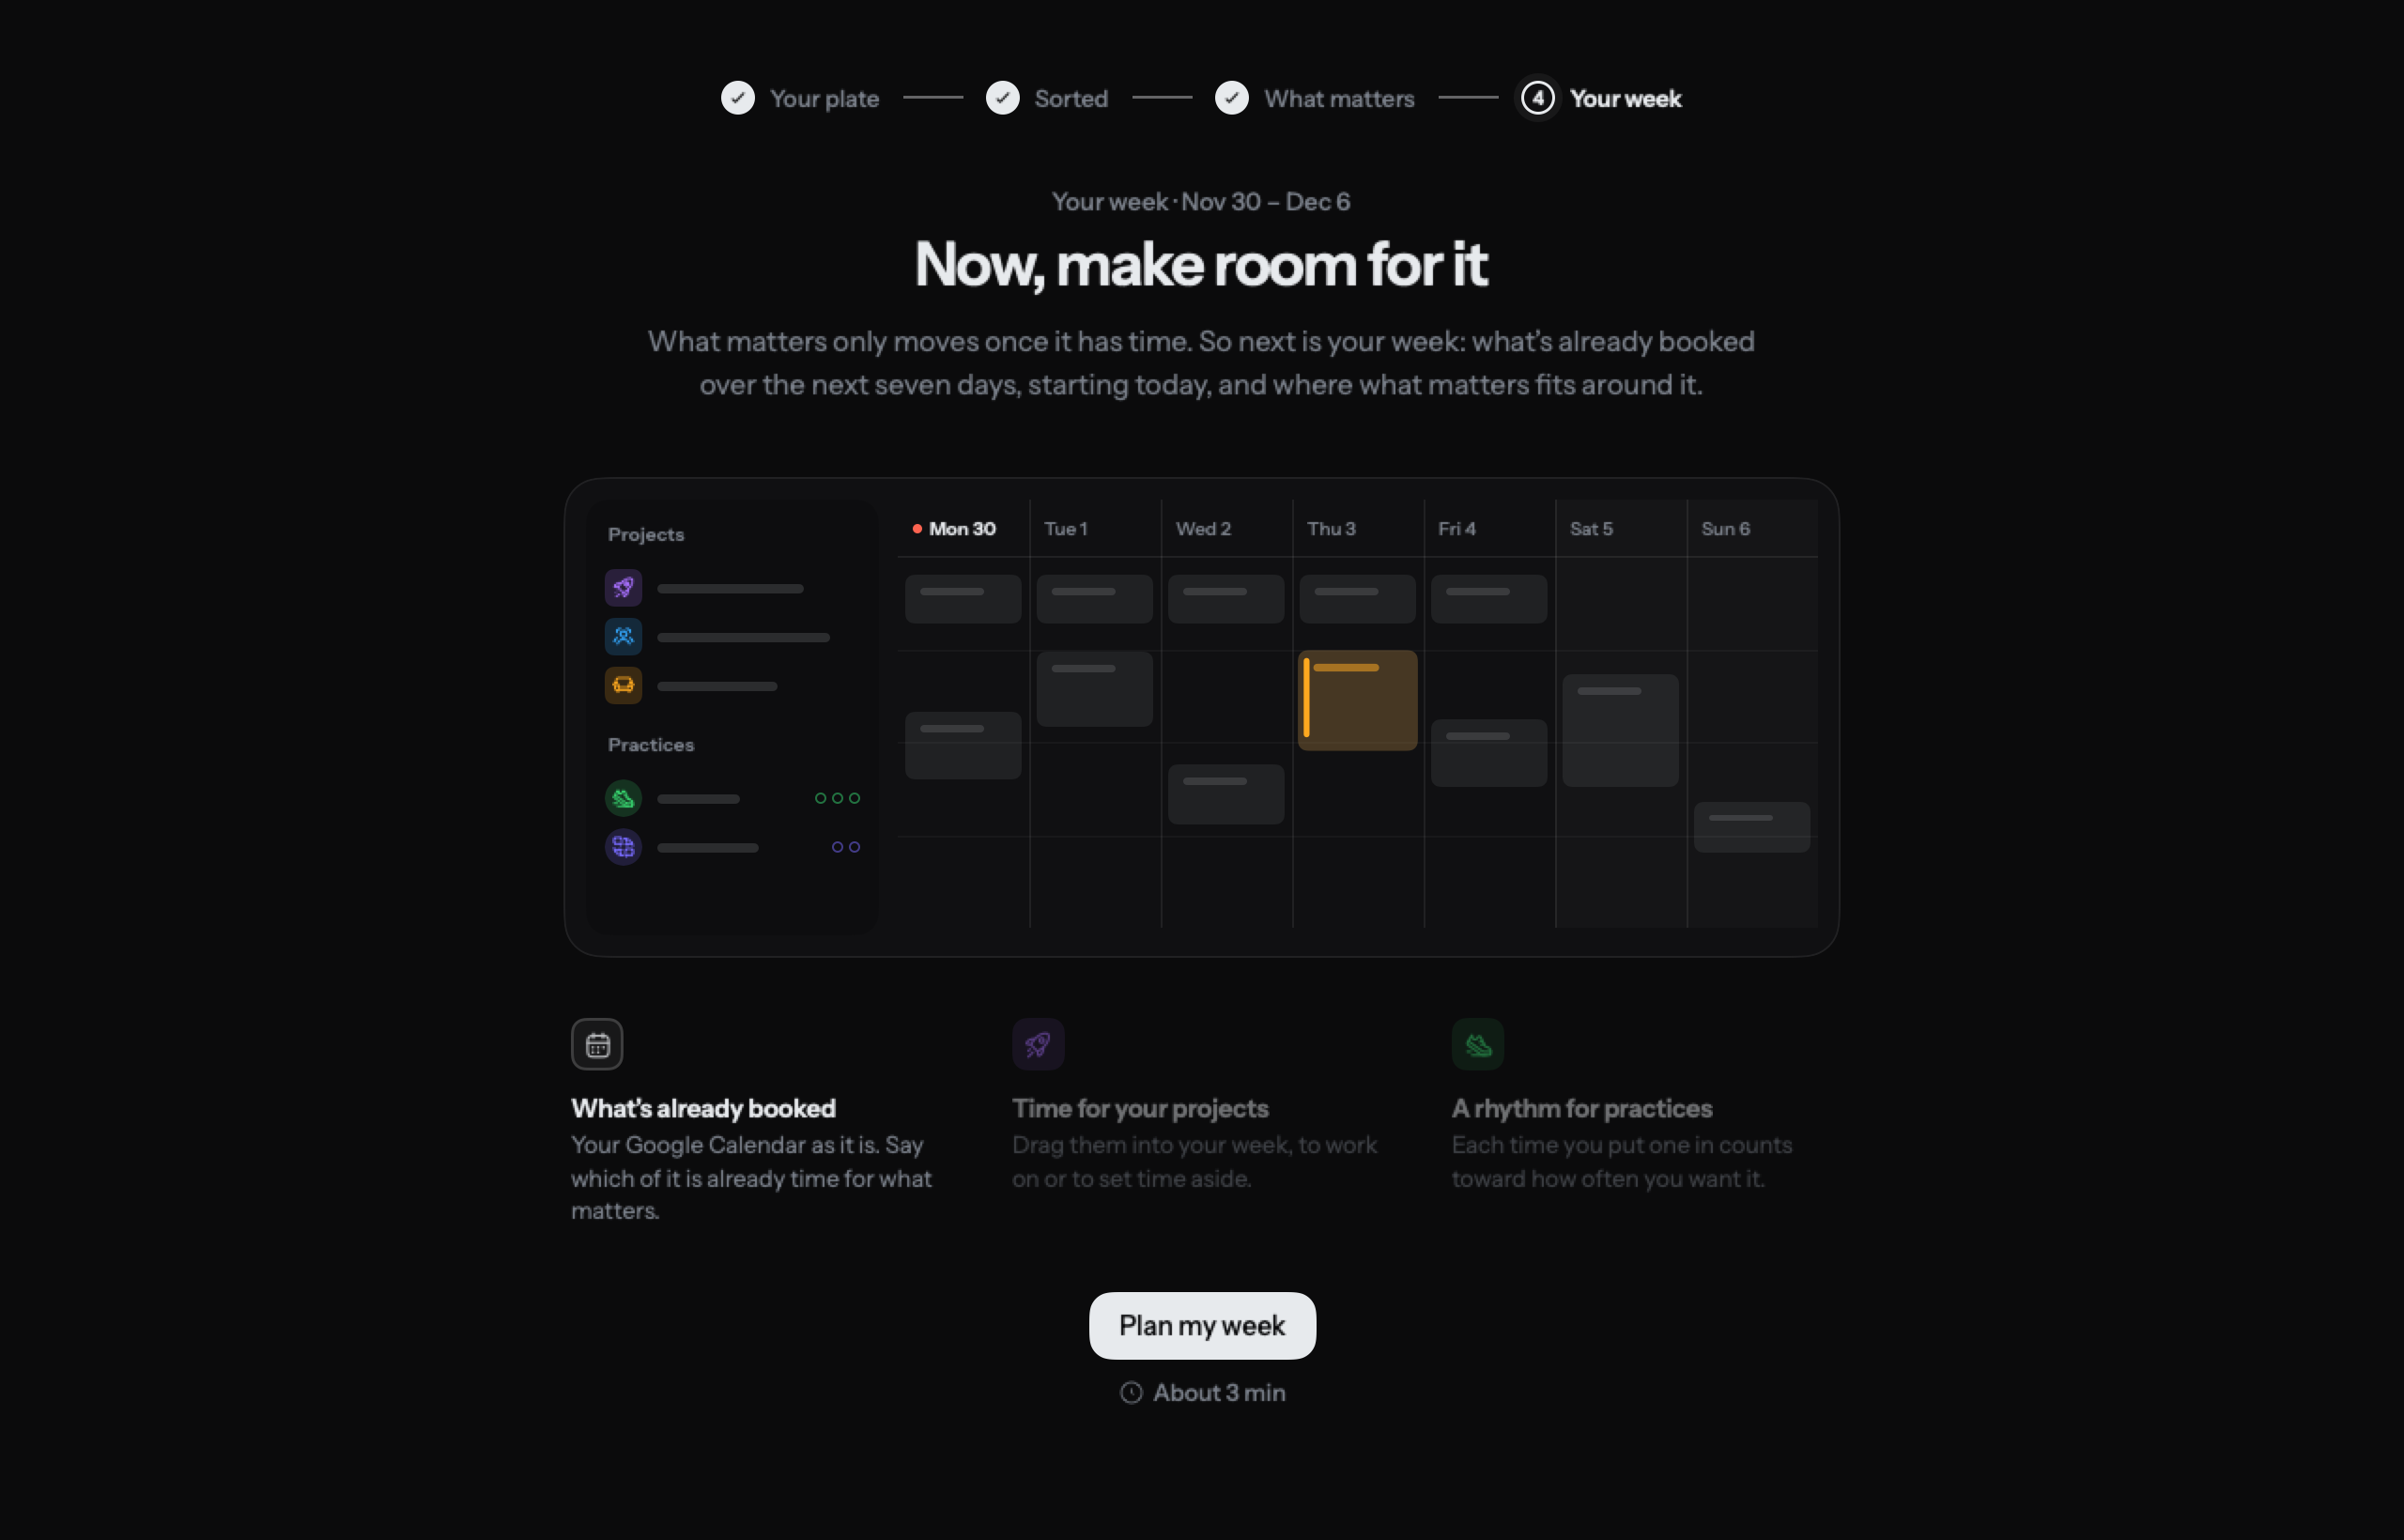 Your plate
Sorted
What matters
4 Your week
Your week · Nov 30 – Dec 6
Now, make room for it
What matters only moves once it has time. So next is your week: what’s already booked
over the next seven days, starting today, and where what matters fits around it.
Projects
Practices
Mon 30
Tue 1
Wed 2
Thu 3
Fri 4
Sat 5
Sun 6
What’s already booked
Your Google Calendar as it is. Say
which of it is already time for what
matters.
Time for your projects
Drag them into your week, to work
on or to set time aside.
A rhythm for practices
Each time you put one in counts
toward how often you want it.
Plan my week
About 3 min